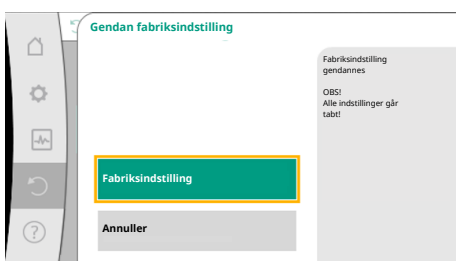 Gendan fabriksindstilling
Fabriksindstilling
gendannes
OBS!
Alle indstillinger går
tabt!
Fabriksindstilling
Annuller